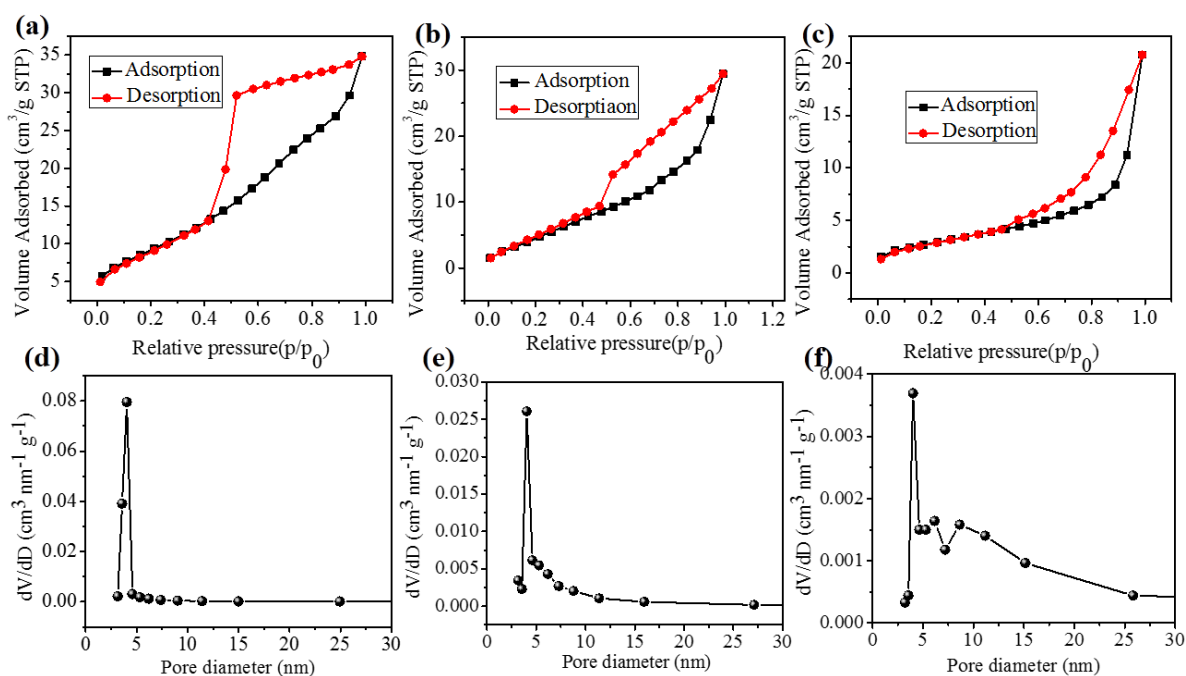 (a)
Volume Adsorbed (cm³/g STP)
35
30
25
20
15
10
5
Adsorption
Desorption
0.0 0.2 0.4 0.6 0.8 1.0
Relative pressure(p/p₀)
(b)
Volume Adsorbed (cm³/g STP)
30
20
10
0
Adsorption
Desorptiaon
0.0 0.2 0.4 0.6 0.8 1.0 1.2
Relative pressure(p/p₀)
(c)
Volume Adsorbed (cm³/g STP)
20
15
10
5
0
Adsorption
Desorption
0.0 0.2 0.4 0.6 0.8 1.0
Relative pressure(p/p₀)
(d)
dV/dD (cm³ nm⁻¹ g⁻¹)
0.08
0.06
0.04
0.02
0.00
0 5 10 15 20 25 30
Pore diameter (nm)
(e)
dV/dD (cm³ nm⁻¹ g⁻¹)
0.030
0.025
0.020
0.015
0.010
0.005
0.000
0 5 10 15 20 25 30
Pore diameter (nm)
(f)
dV/dD (cm³ nm⁻¹ g⁻¹)
0.004
0.003
0.002
0.001
0.000
0 5 10 15 20 25 30
Pore diameter (nm)